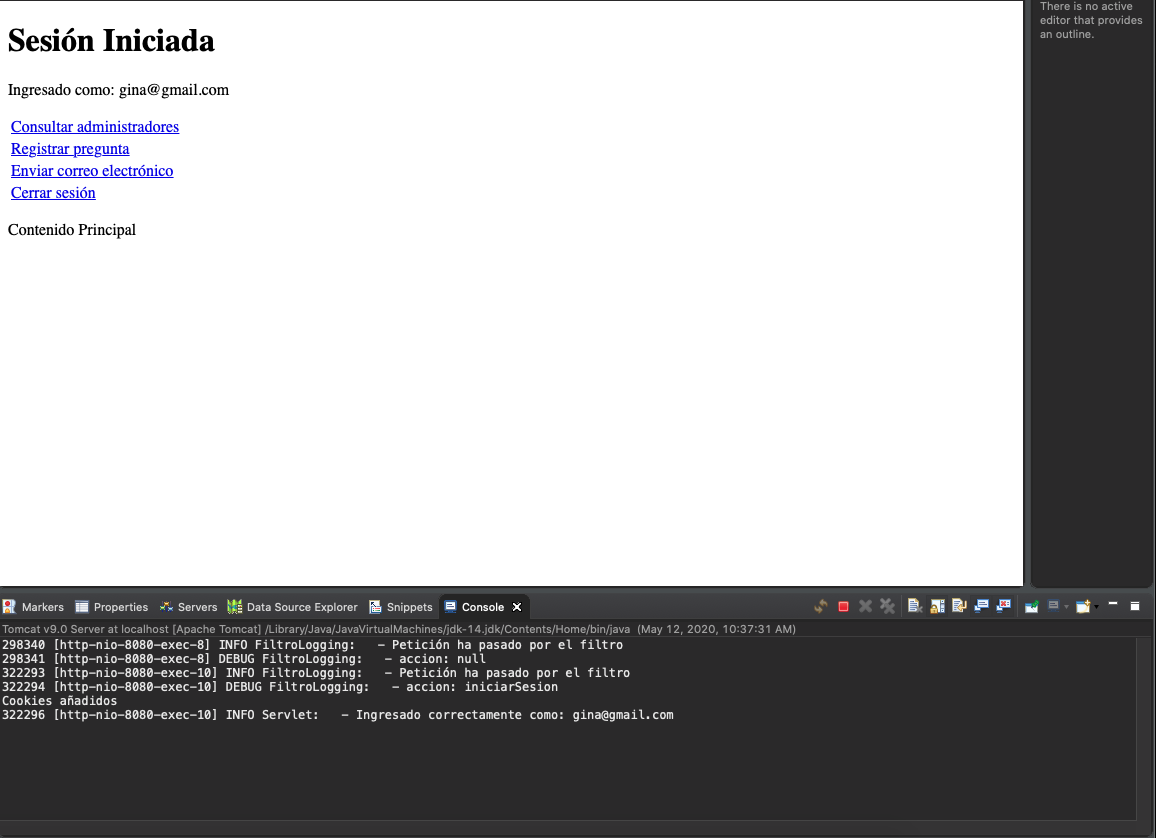 There is no active
editor that provides
an outline.
Sesión Iniciada
Ingresado como: gina@gmail.com
Consultar administradores
Registrar pregunta
Enviar correo electrónico
Cerrar sesión
Contenido Principal
Markers Properties Servers Data Source Explorer Snippets Console
Tomcat v9.0 Server at localhost [Apache Tomcat] /Library/Java/JavaVirtualMachines/jdk-14.jdk/Contents/Home/bin/java (May 12, 2020, 10:37:31 AM)
298340 [http-nio-8080-exec-8] INFO FiltroLogging:   – Petición ha pasado por el filtro
298341 [http-nio-8080-exec-8] DEBUG FiltroLogging:   – accion: null
322293 [http-nio-8080-exec-10] INFO FiltroLogging:   – Petición ha pasado por el filtro
322294 [http-nio-8080-exec-10] DEBUG FiltroLogging:   – accion: iniciarSesion
Cookies añadidos
322296 [http-nio-8080-exec-10] INFO Servlet:   – Ingresado correctamente como: gina@gmail.com